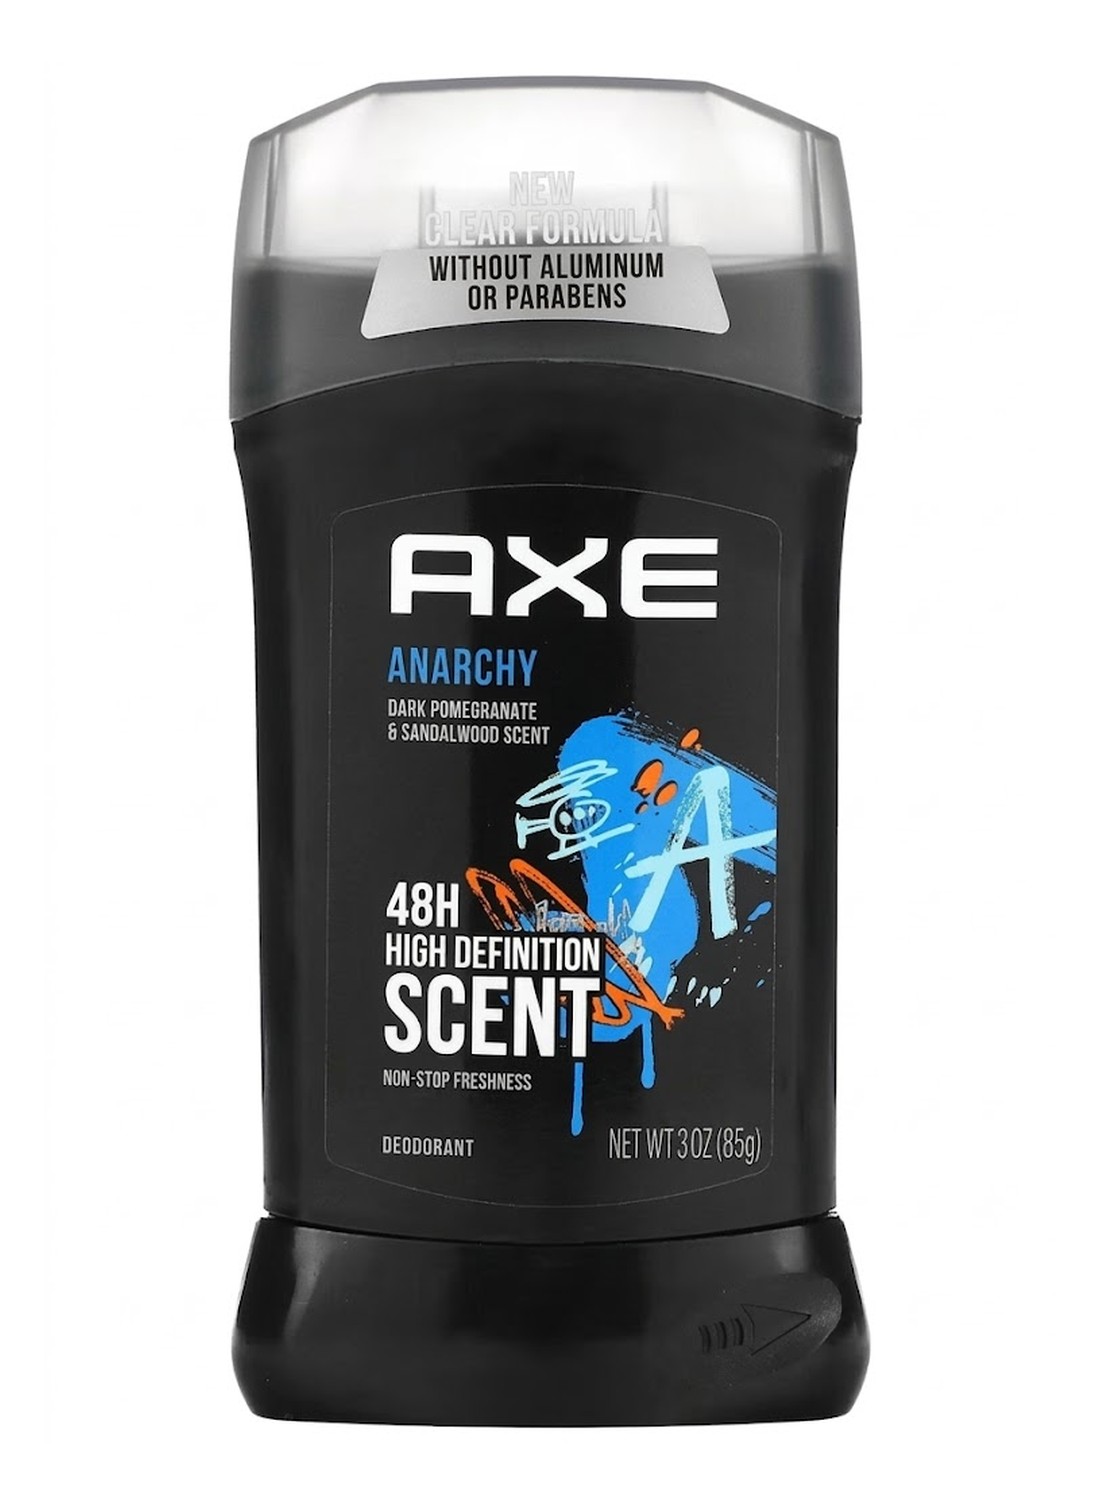 NEW
CLEAR FORMULA
WITHOUT ALUMINUM
OR PARABENS
AXE
ANARCHY
DARK POMEGRANATE
& SANDALWOOD SCENT
A
48H
HIGH DEFINITION
SCENT
NON-STOP FRESHNESS
DEODORANT
NET WT 3 OZ (85g)